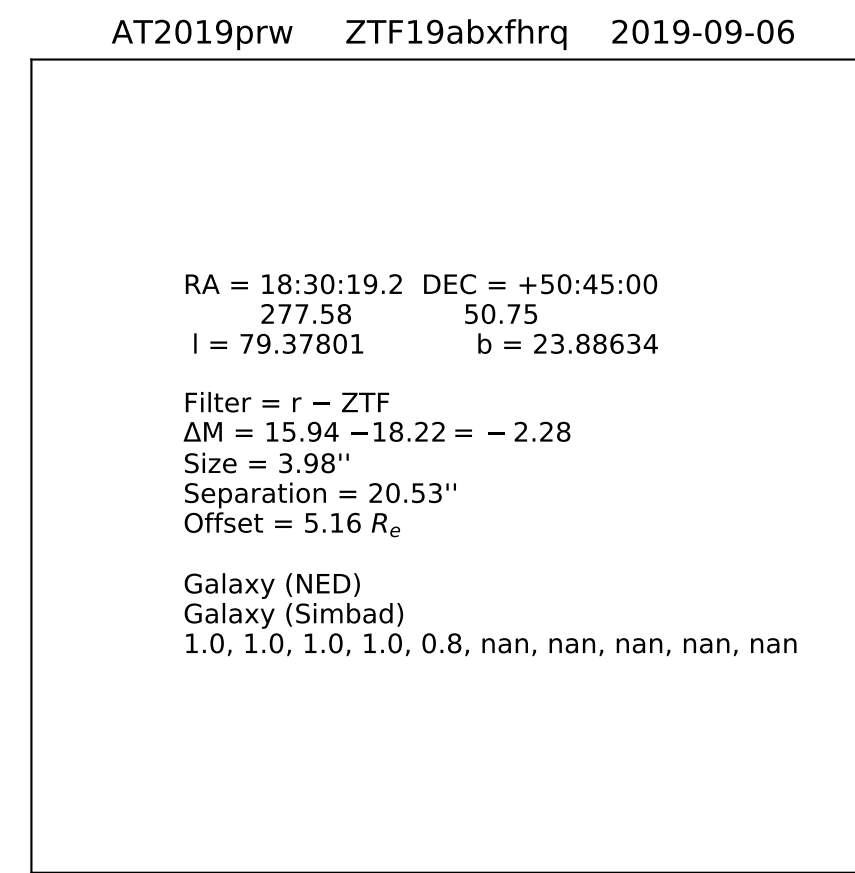 AT2019prw ZTF19abxfhrq 2019-09-06
RA = 18:30:19.2 DEC = +50:45:00
277.58 50.75
l = 79.37801 b = 23.88634
Filter = r − ZTF
ΔM = 15.94 −18.22 = − 2.28
Size = 3.98''
Separation = 20.53''
Offset = 5.16 Re
Galaxy (NED)
Galaxy (Simbad)
1.0, 1.0, 1.0, 1.0, 0.8, nan, nan, nan, nan, nan